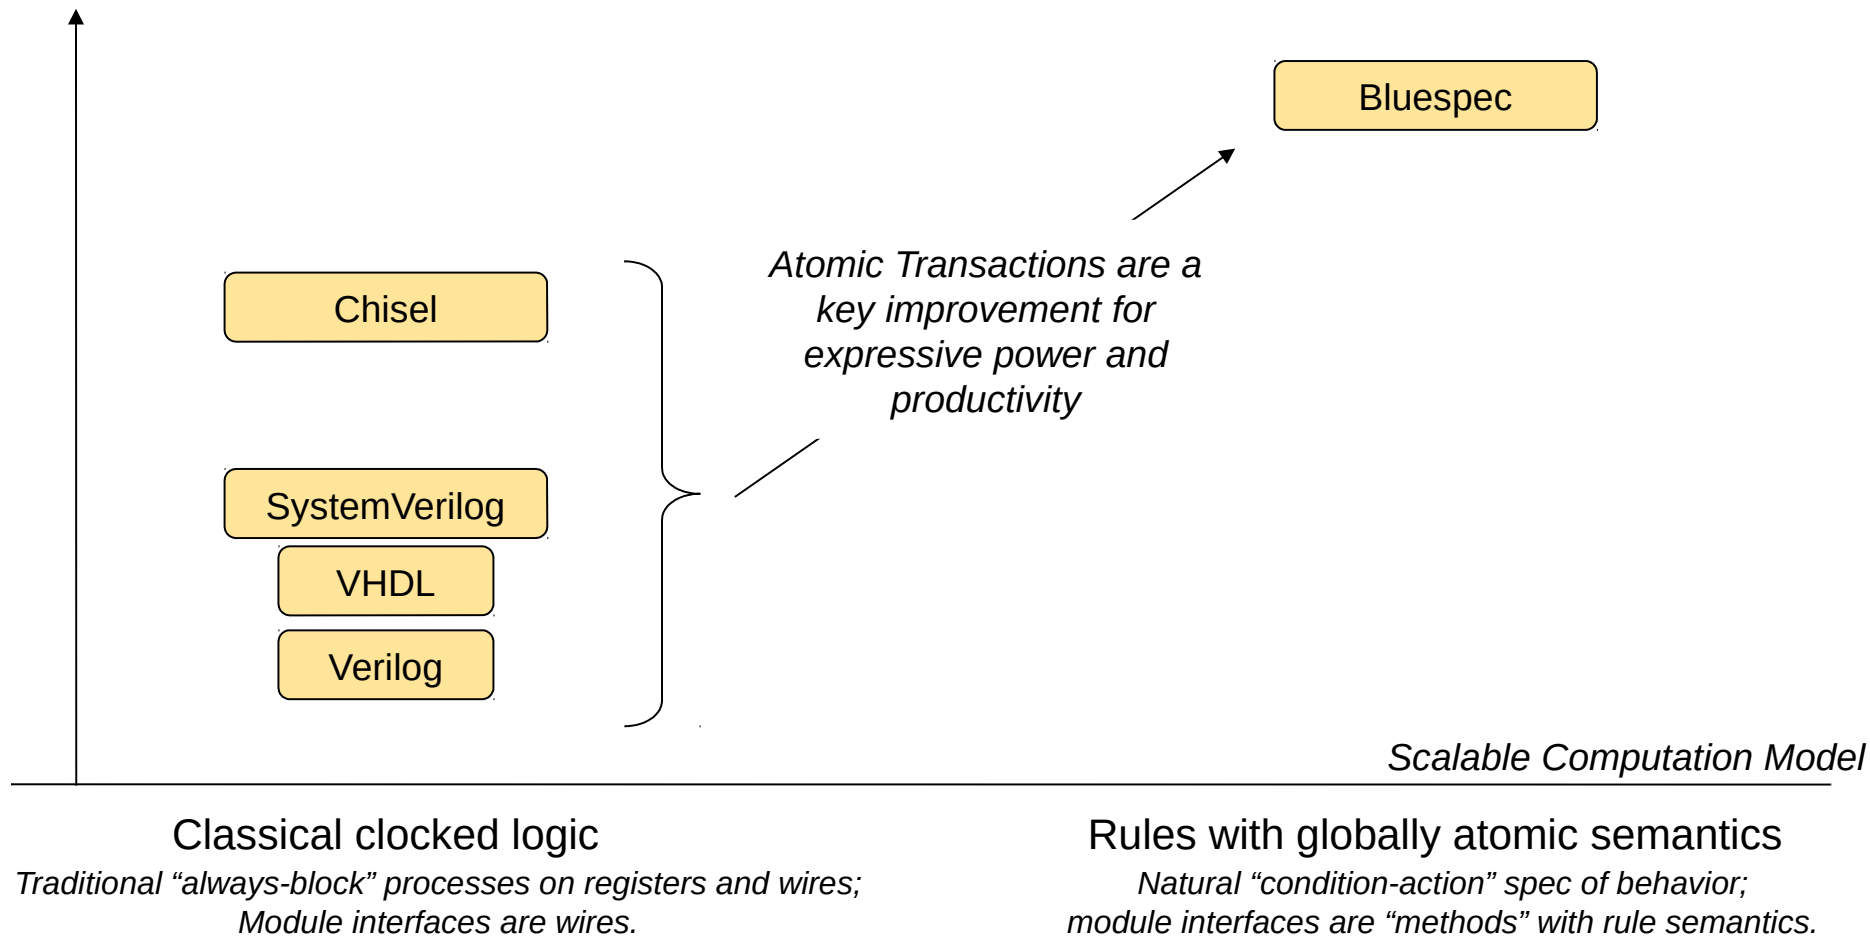 Bluespec
Atomic Transactions are a
key improvement for
expressive power and
productivity
Chisel
SystemVerilog
VHDL
Verilog
Scalable Computation Model
Classical clocked logic
Traditional “always-block” processes on registers and wires;
Module interfaces are wires.
Rules with globally atomic semantics
Natural “condition-action” spec of behavior;
module interfaces are “methods” with rule semantics.